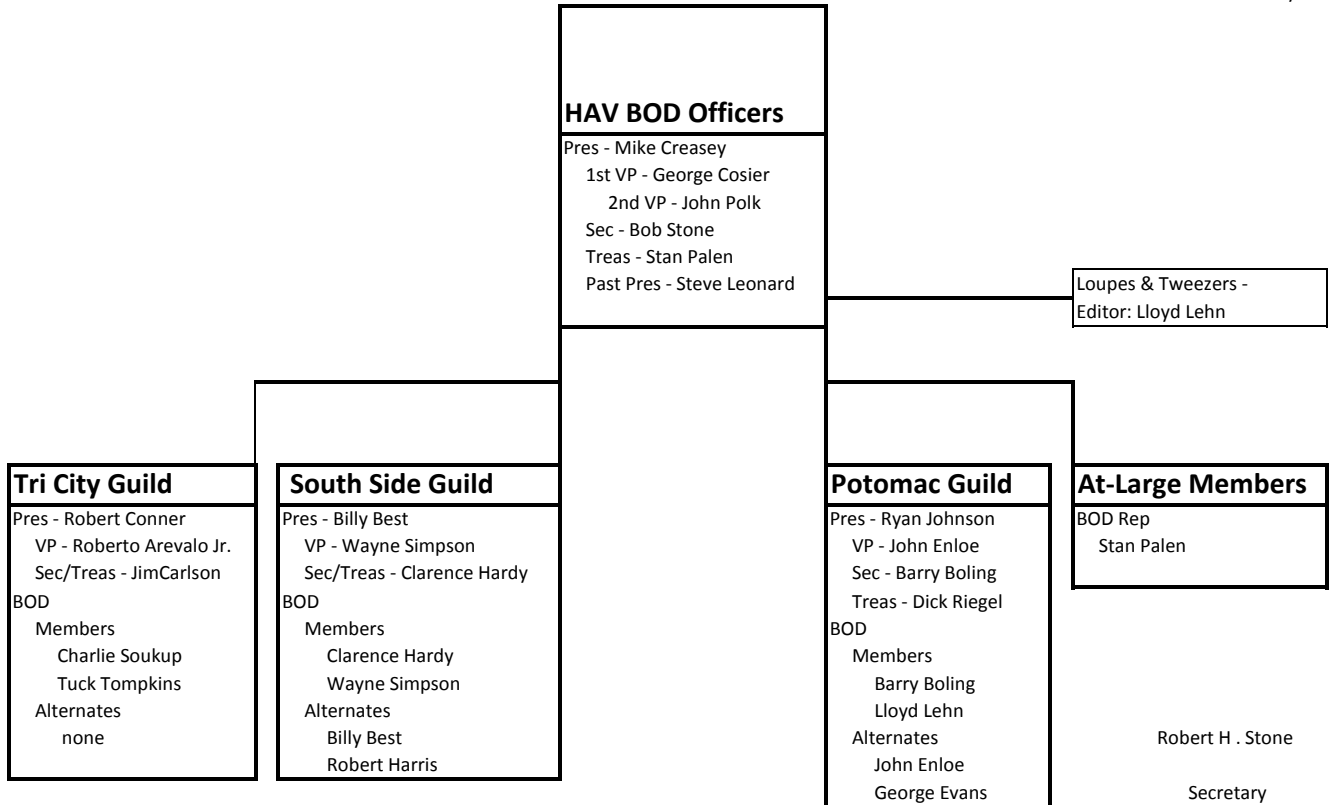 HAV BOD Officers
Pres - Mike Creasey
1st VP - George Cosier
2nd VP - John Polk
Sec - Bob Stone
Treas - Stan Palen
Past Pres - Steve Leonard
Loupes & Tweezers -
Editor: Lloyd Lehn
Tri City Guild
Pres - Robert Conner
VP - Roberto Arevalo Jr.
Sec/Treas - JimCarlson
BOD
Members
Charlie Soukup
Tuck Tompkins
Alternates
none
South Side Guild
Pres - Billy Best
VP - Wayne Simpson
Sec/Treas - Clarence Hardy
BOD
Members
Clarence Hardy
Wayne Simpson
Alternates
Billy Best
Robert Harris
Potomac Guild
Pres - Ryan Johnson
VP - John Enloe
Sec - Barry Boling
Treas - Dick Riegel
BOD
Members
Barry Boling
Lloyd Lehn
Alternates
John Enloe
George Evans
At-Large Members
BOD Rep
Stan Palen
Robert H . Stone
Secretary